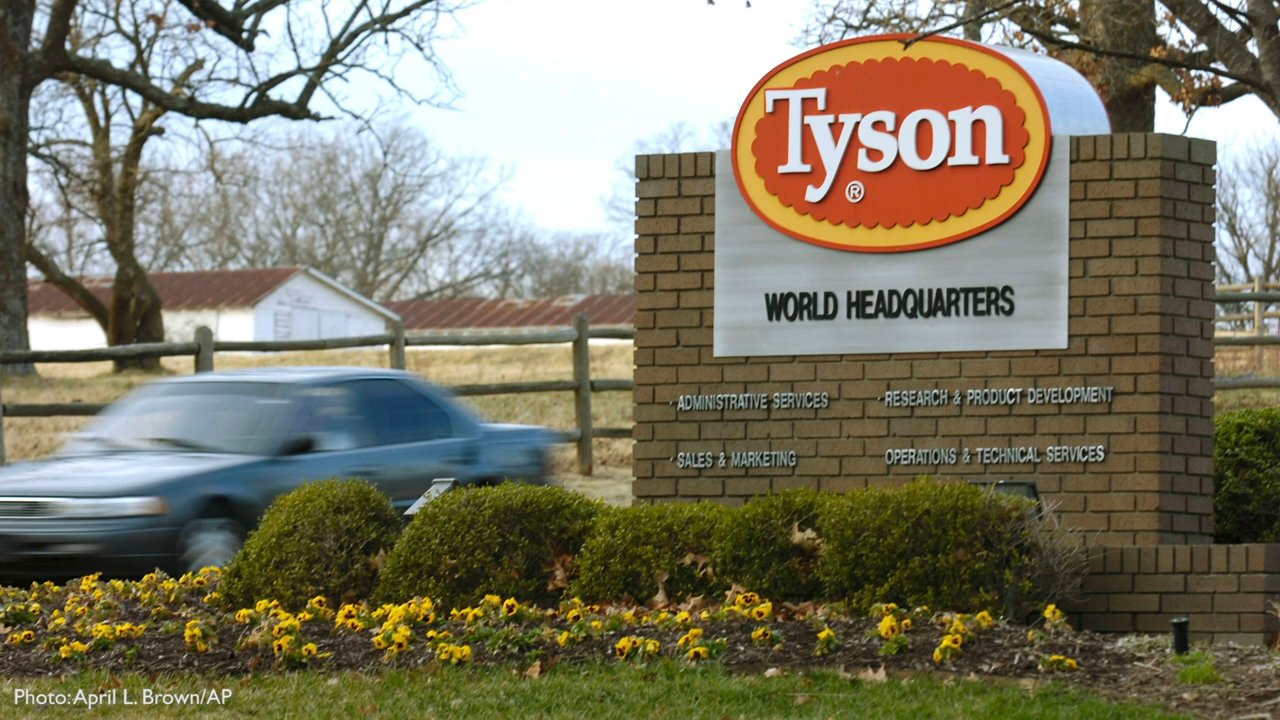 Tyson
®
WORLD HEADQUARTERS
· ADMINISTRATIVE SERVICES
· RESEARCH & PRODUCT DEVELOPMENT
· SALES & MARKETING
OPERATIONS & TECHNICAL SERVICES
Photo: April L. Brown/AP